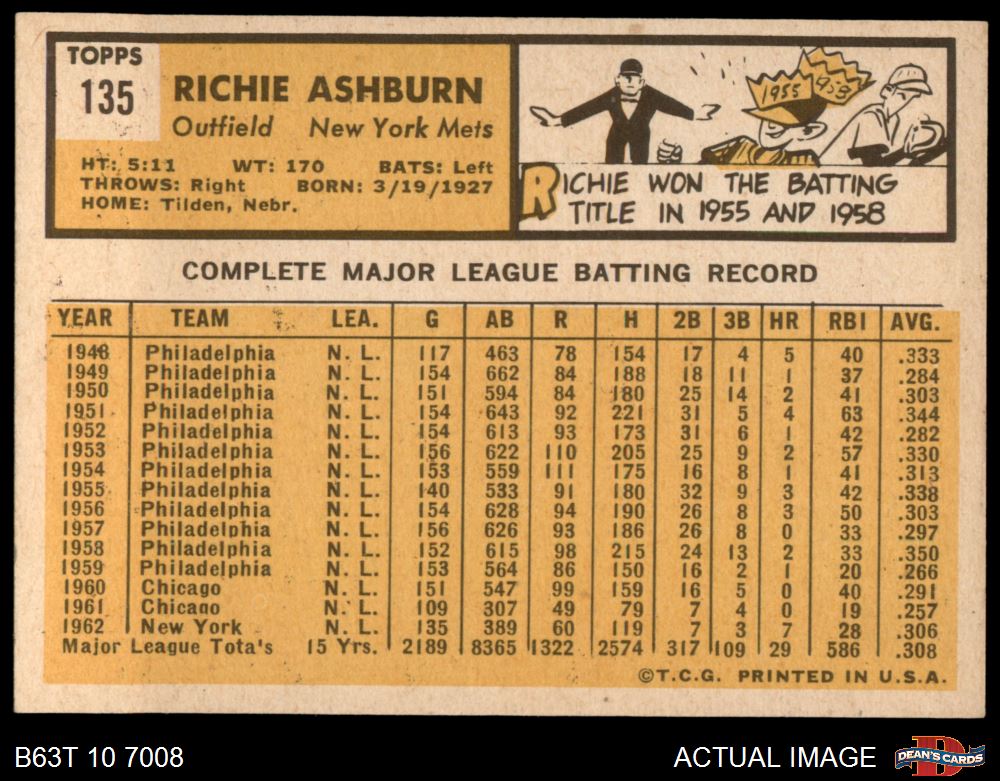 TOPPS
135
RICHIE ASHBURN
Outfield New York Mets
HT: 5:11 WT: 170 BATS: Left
THROWS: Right BORN: 3/19/1927
HOME: Tilden, Nebr.
1955 1958
RICHIE WON THE BATTING
TITLE IN 1955 AND 1958
COMPLETE MAJOR LEAGUE BATTING RECORD
YEAR TEAM LEA. G AB R H 2B 3B HR RBI AVG.
1948 Philadelphia N. L. 117 463 78 154 17 4 5 40 .333
1949 Philadelphia N. L. 154 662 84 188 18 11 1 37 .284
1950 Philadelphia N. L. 151 594 84 180 25 14 2 41 .303
1951 Philadelphia N. L. 154 643 92 221 31 5 4 63 .344
1952 Philadelphia N. L. 154 613 93 173 31 6 1 42 .282
1953 Philadelphia N. L. 156 622 110 205 25 9 2 57 .330
1954 Philadelphia N. L. 153 559 111 175 16 8 1 41 .313
1955 Philadelphia N. L. 140 533 91 180 32 9 3 42 .338
1956 Philadelphia N. L. 154 628 94 190 26 8 3 50 .303
1957 Philadelphia N. L. 156 626 93 186 26 8 0 33 .297
1958 Philadelphia N. L. 152 615 98 215 24 13 2 33 .350
1959 Philadelphia N. L. 153 564 86 150 16 2 1 20 .266
1960 Chicago N. L. 151 547 99 159 16 5 0 40 .291
1961 Chicago N. L. 109 307 49 79 7 4 0 19 .257
1962 New York N. L. 135 389 60 119 7 3 7 28 .306
Major League Tota's 15 Yrs. 2189 8365 1322 2574 317 109 29 586 .308
©T.C.G. PRINTED IN U.S.A.
B63T 10 7008 ACTUAL IMAGE
DEAN'S CARDS